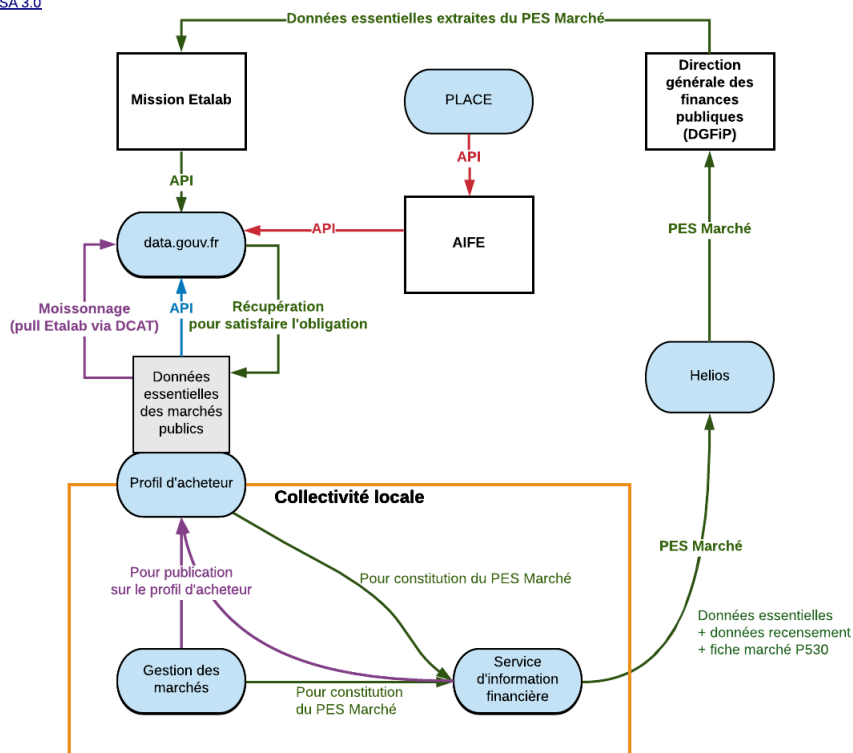 SA 3.0
Données essentielles extraites du PES Marché
Mission Etalab
PLACE
Direction
générale des
finances
publiques
(DGFiP)
API
API
data.gouv.fr
API
AIFE
PES Marché
Moissonnage
(pull Etalab via DCAT)
API
Récupération
pour satisfaire l'obligation
Données
essentielles
des marchés
publics
Helios
Profil d'acheteur
Collectivité locale
PES Marché
Pour publication
sur le profil d'acheteur
Pour constitution du PES Marché
Données essentielles
+ données recensement
+ fiche marché P530
Gestion des
marchés
Pour constitution
du PES Marché
Service
d'information
financière